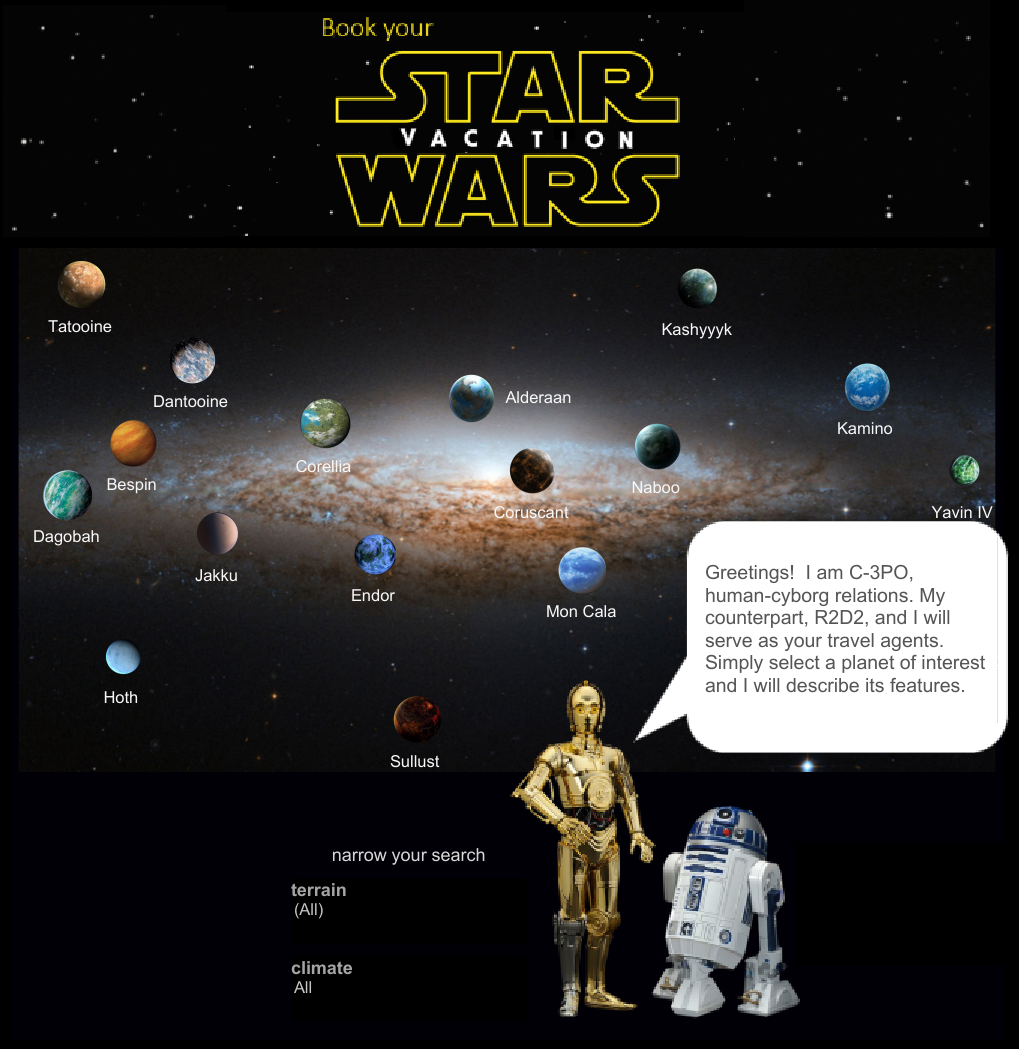 Book your
STAR
VACATION
WARS
Tatooine
Kashyyyk
Dantooine
Alderaan
Kamino
Corellia
Bespin
Naboo
Coruscant
Yavin IV
Dagobah
Jakku
Endor
Mon Cala
Hoth
Sullust
Greetings!  I am C-3PO,
human-cyborg relations. My
counterpart, R2D2, and I will
serve as your travel agents.
Simply select a planet of interest
and I will describe its features.
narrow your search
terrain
(All)
climate
All